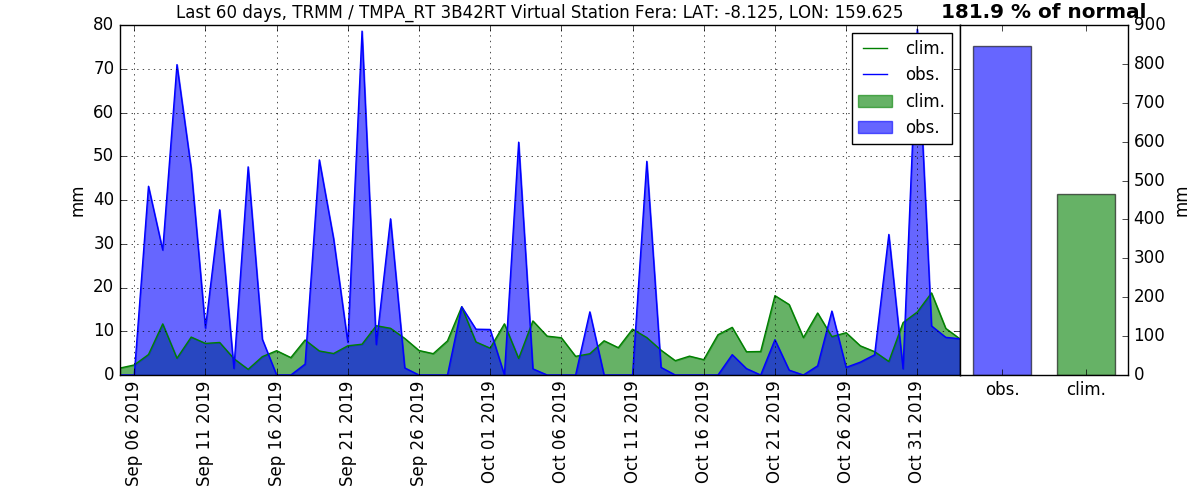 Last 60 days, TRMM / TMPA_RT 3B42RT Virtual Station Fera: LAT: -8.125, LON: 159.625
181.9 % of normal
80
70
60
50
40
30
20
10
0
mm
clim.
obs.
clim.
obs.
900
800
700
600
500
400
300
200
100
0
mm
Sep 06 2019
Sep 11 2019
Sep 16 2019
Sep 21 2019
Sep 26 2019
Oct 01 2019
Oct 06 2019
Oct 11 2019
Oct 16 2019
Oct 21 2019
Oct 26 2019
Oct 31 2019
obs.
clim.